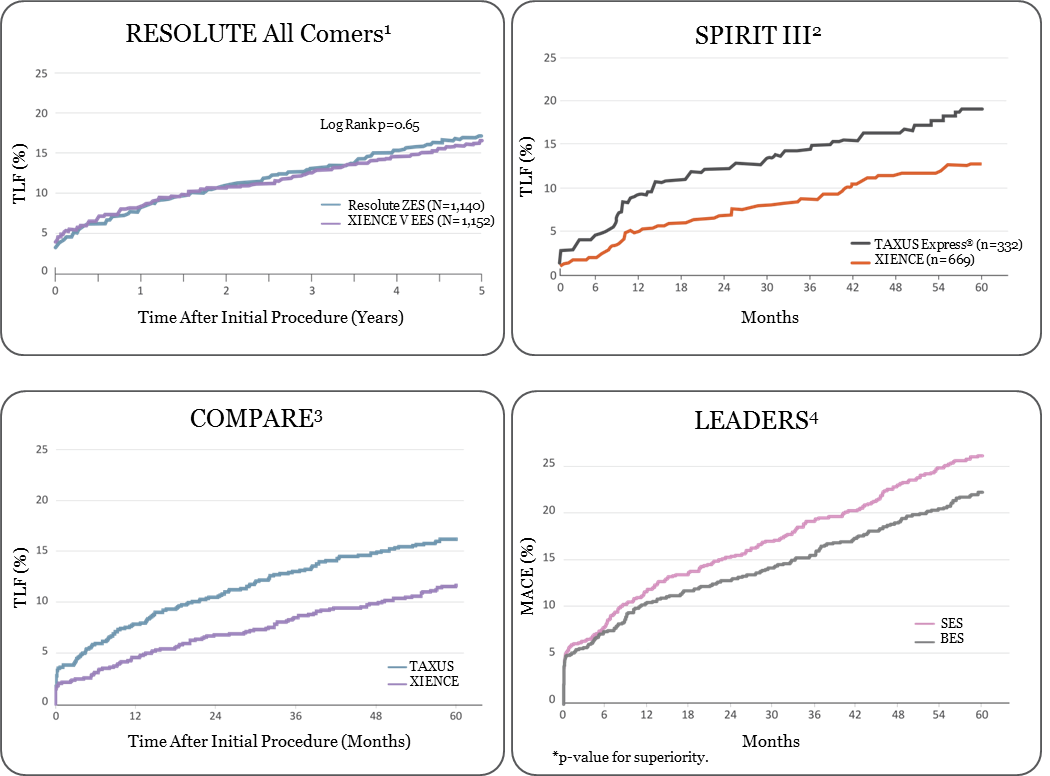 RESOLUTE All Comers¹
25
20
15
10
5
0
TLF (%)
Log Rank p=0.65
Resolute ZES (N=1,140)
XIENCE V EES (N=1,152)
0 1 2 3 4 5
Time After Initial Procedure (Years)
SPIRIT III²
25
20
15
10
5
0
TLF (%)
TAXUS Express® (n=332)
XIENCE (n=669)
0 6 12 18 24 30 36 42 48 54 60
Months
COMPARE³
25
20
15
10
5
0
TLF (%)
TAXUS
XIENCE
0 12 24 36 48 60
Time After Initial Procedure (Months)
LEADERS⁴
25
20
15
10
5
0
MACE (%)
SES
BES
0 6 12 18 24 30 36 42 48 54 60
Months
*p-value for superiority.